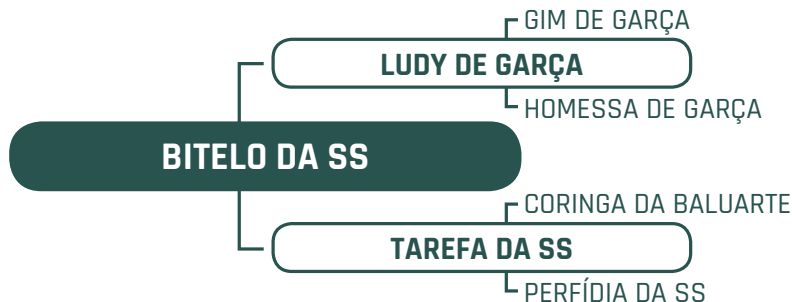 GIM DE GARÇA
LUDY DE GARÇA
HOMESSA DE GARÇA
BITELO DA SS
CORINGA DA BALUARTE
TAREFA DA SS
PERFÍDIA DA SS